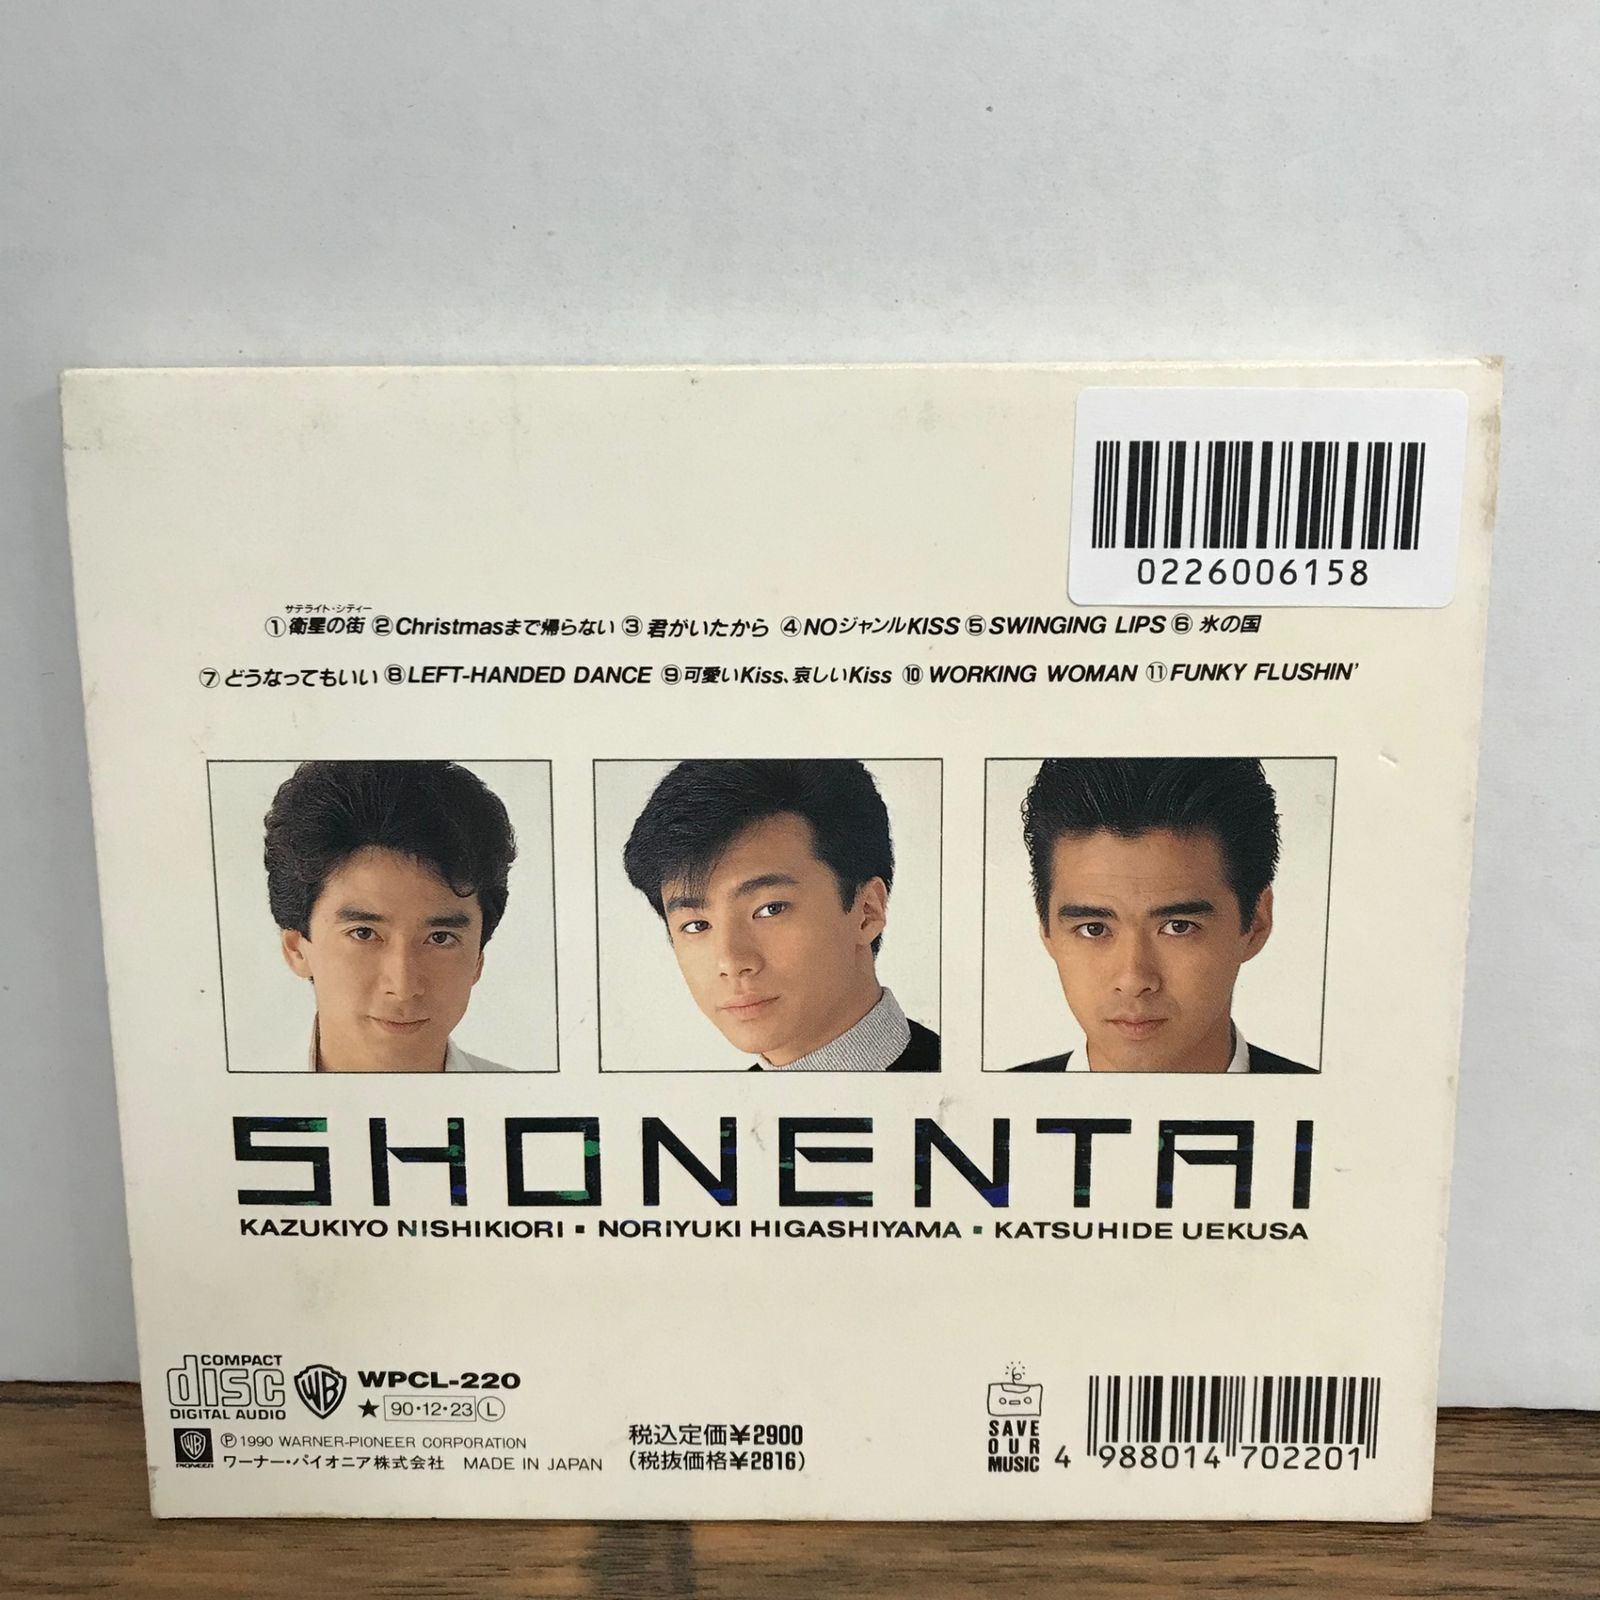 0226006158
サテライト・シティー
①衛星の街 ②Christmasまで帰らない ③君がいたから ④NOジャンルKISS ⑤SWINGING LIPS ⑥氷の国
⑦どうなってもいい ⑧LEFT-HANDED DANCE ⑨可愛いKiss、哀しいKiss ⑩WORKING WOMAN ⑪FUNKY FLUSHIN'
SHONENTAI
KAZUKIYO NISHIKIORI ▪ NORIYUKI HIGASHIYAMA ▪ KATSUHIDE UEKUSA
COMPACT
disc
DIGITAL AUDIO
WB
WPCL-220
★ 90・12・23 Ⓛ
WB
PIONEER
Ⓟ1990 WARNER-PIONEER CORPORATION
ワーナー・パイオニア株式会社 MADE IN JAPAN
税込定価¥2900
(税抜価格¥2816)
SAVE
OUR
MUSIC
4 988014 702201